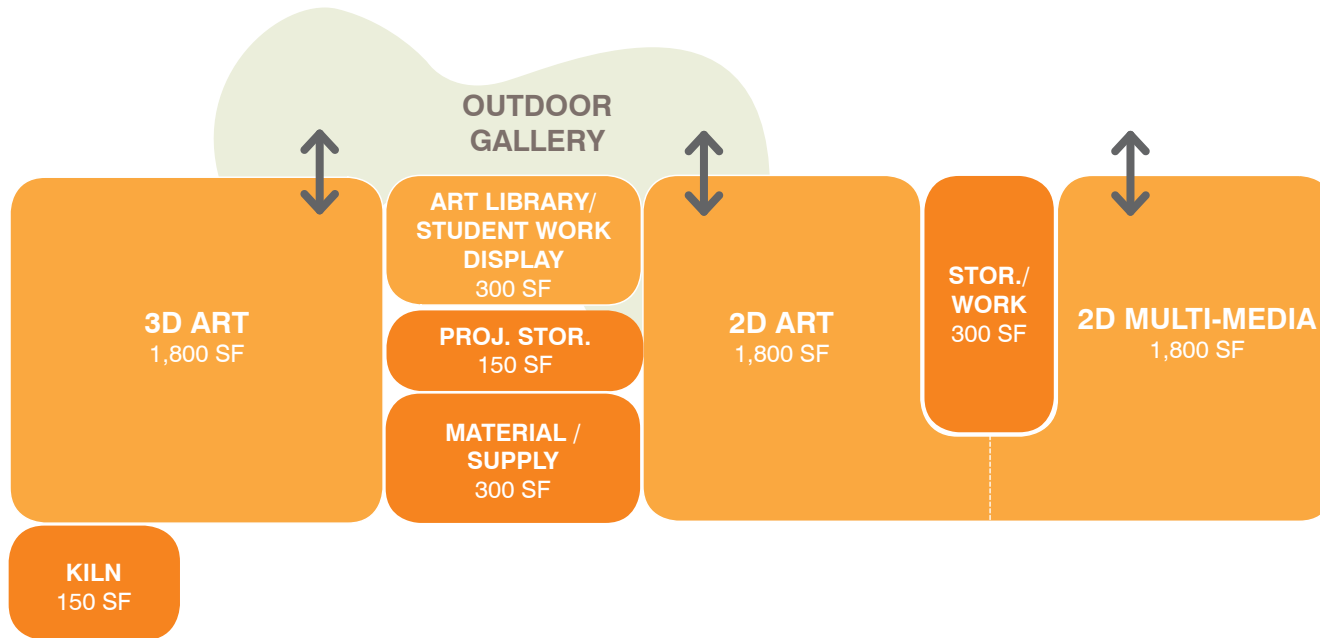 OUTDOOR
GALLERY
3D ART
1,800 SF
ART LIBRARY/
STUDENT WORK
DISPLAY
300 SF
PROJ. STOR.
150 SF
MATERIAL /
SUPPLY
300 SF
2D ART
1,800 SF
STOR./
WORK
300 SF
2D MULTI-MEDIA
1,800 SF
KILN
150 SF